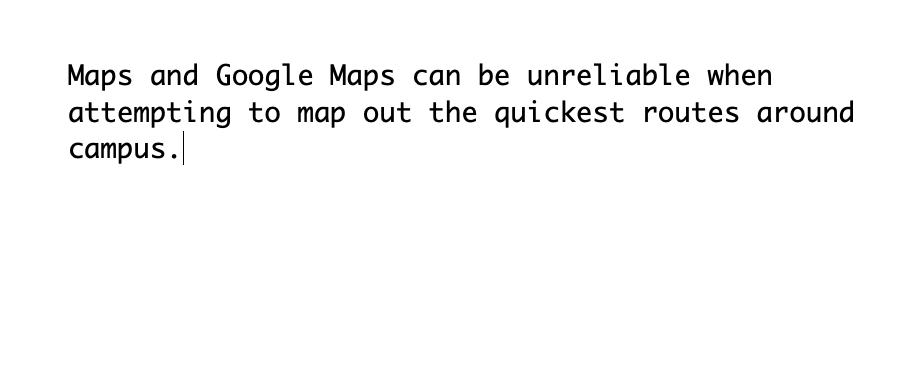 Maps and Google Maps can be unreliable when
attempting to map out the quickest routes around
campus.